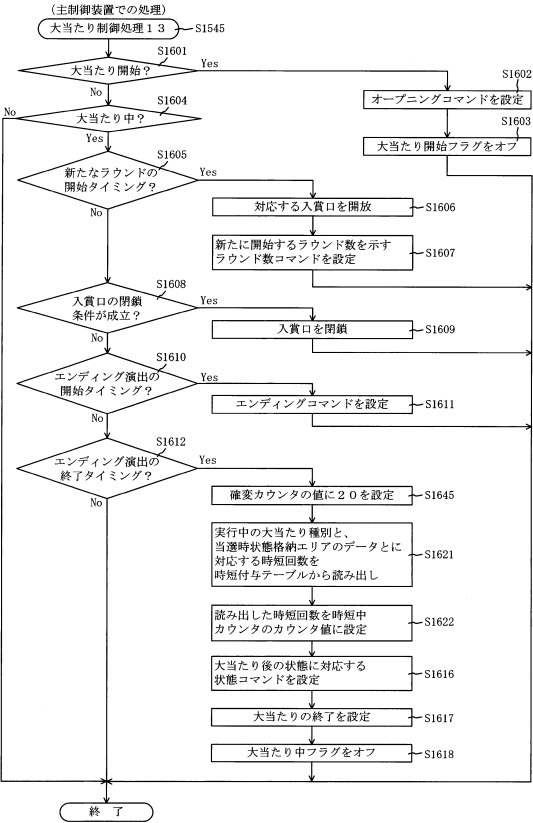 (主制御装置での処理)
大当たり制御処理13
S1545
S1601
大当たり開始?
Yes
No
S1602
オープニングコマンドを設定
S1603
大当たり開始フラグをオフ
S1604
大当たり中?
No
Yes
S1605
新たなラウンドの
開始タイミング?
Yes
No
対応する入賞口を開放
S1606
新たに開始するラウンド数を示す
ラウンド数コマンドを設定
S1607
S1608
入賞口の閉鎖
条件が成立?
Yes
No
入賞口を閉鎖
S1609
S1610
エンディング演出の
開始タイミング?
Yes
No
エンディングコマンドを設定
S1611
S1612
エンディング演出の
終了タイミング?
Yes
No
確変カウンタの値に20を設定
S1645
実行中の大当たり種別と、
当選時状態格納エリアのデータとに
対応する時短回数を
時短付与テーブルから読み出し
S1621
読み出した時短回数を時短中
カウンタのカウンタ値に設定
S1622
大当たり後の状態に対応する
状態コマンドを設定
S1616
大当たりの終了を設定
S1617
大当たり中フラグをオフ
S1618
終 了